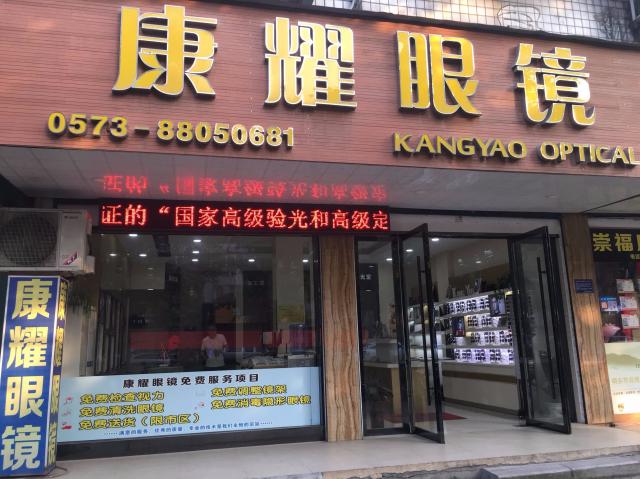 康耀眼镜
0573-88050681
KANGYAO OPTICAL
证的“国家高级验光和高级定
崇福
康耀眼镜
康耀眼镜免费服务项目
免费检查视力
免费调整镜架
免费清洗眼镜
免费消毒隐形眼镜
免费送货(限市区)